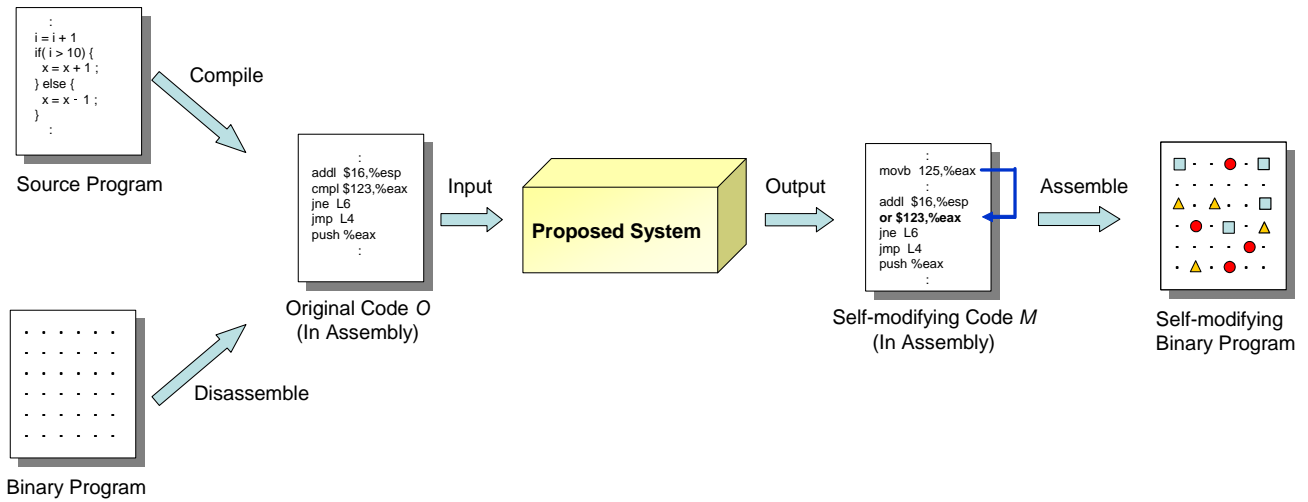 :
i = i + 1
if( i > 10) {
x = x + 1 ;
} else {
x = x - 1 ;
}
:
Source Program
Compile
Binary Program
Disassemble
:
addl $16,%esp
cmpl $123,%eax
jne L6
jmp L4
push %eax
:
Original Code O
(In Assembly)
Input
Proposed System
Output
:
movb 125,%eax
:
addl $16,%esp
or $123,%eax
jne L6
jmp L4
push %eax
:
Self-modifying Code M
(In Assembly)
Assemble
Self-modifying
Binary Program